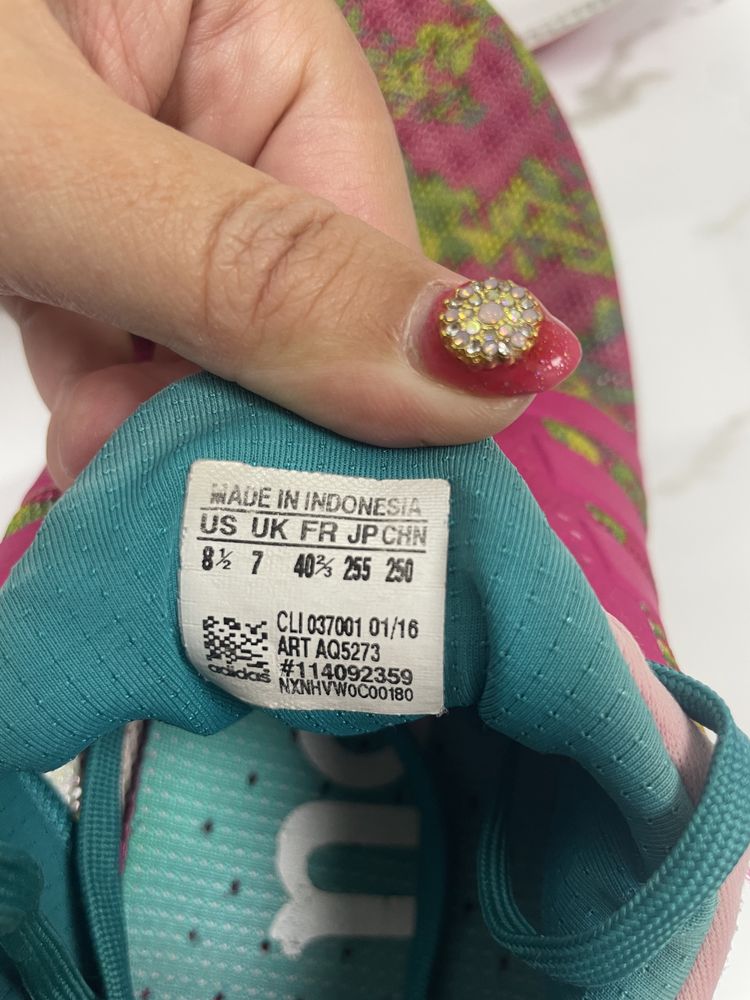 MADE IN INDONESIA
US UK FR JP CHN
8½ 7 40⅔ 255 250
CLI 037001 01/16
ART AQ5273
#114092359
NXNHVW0C00180
adidas